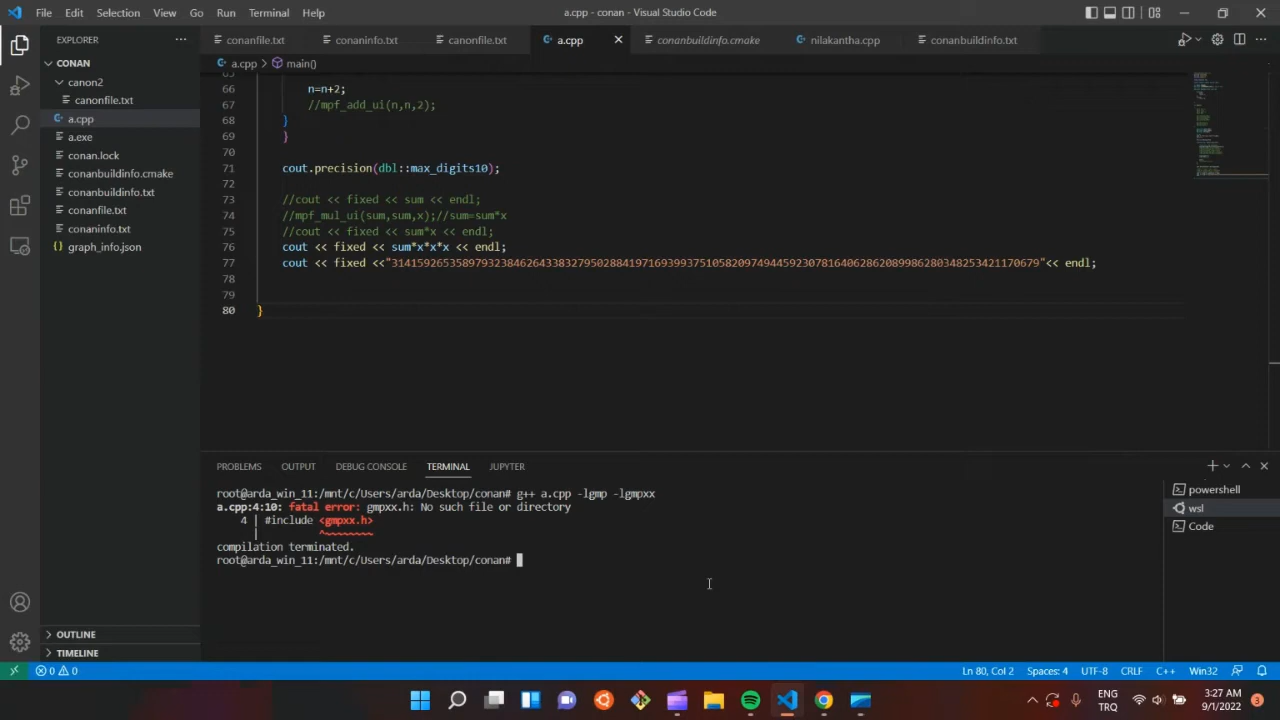 File Edit Selection View Go Run Terminal Help
a.cpp - conan - Visual Studio Code
EXPLORER
CONAN
canon2
canonfile.txt
a.cpp
a.exe
conan.lock
conanbuildinfo.cmake
conanbuildinfo.txt
conanfile.txt
conaninfo.txt
graph_info.json
OUTLINE
TIMELINE
conanfile.txt conaninfo.txt canonfile.txt a.cpp conanbuildinfo.cmake nilakantha.cpp conanbuildinfo.txt
a.cpp > main()
65
66 n=n+2;
67 //mpf_add_ui(n,n,2);
68 }
69 }
70
71 cout.precision(dbl::max_digits10);
72
73 //cout << fixed << sum << endl;
74 //mpf_mul_ui(sum,sum,x);//sum=sum*x
75 //cout << fixed << sum*x << endl;
76 cout << fixed << sum*x*x*x << endl;
77 cout << fixed <<"31415926535897932384626433832795028841971693993751058209749445923078164062862089986280348253421170679"<< endl;
78
79
80 }
PROBLEMS OUTPUT DEBUG CONSOLE TERMINAL JUPYTER
root@arda_win_11:/mnt/c/Users/arda/Desktop/conan# g++ a.cpp -lgmp -lgmpxx
a.cpp:4:10: fatal error: gmpxx.h: No such file or directory
4 | #include <gmpxx.h>
| ^~~~~~~~~
compilation terminated.
root@arda_win_11:/mnt/c/Users/arda/Desktop/conan#
powershell
wsl
Code
0 0
Ln 80, Col 2 Spaces: 4 UTF-8 CRLF C++ Win32
ENG
TRQ
3:27 AM
9/1/2022
3